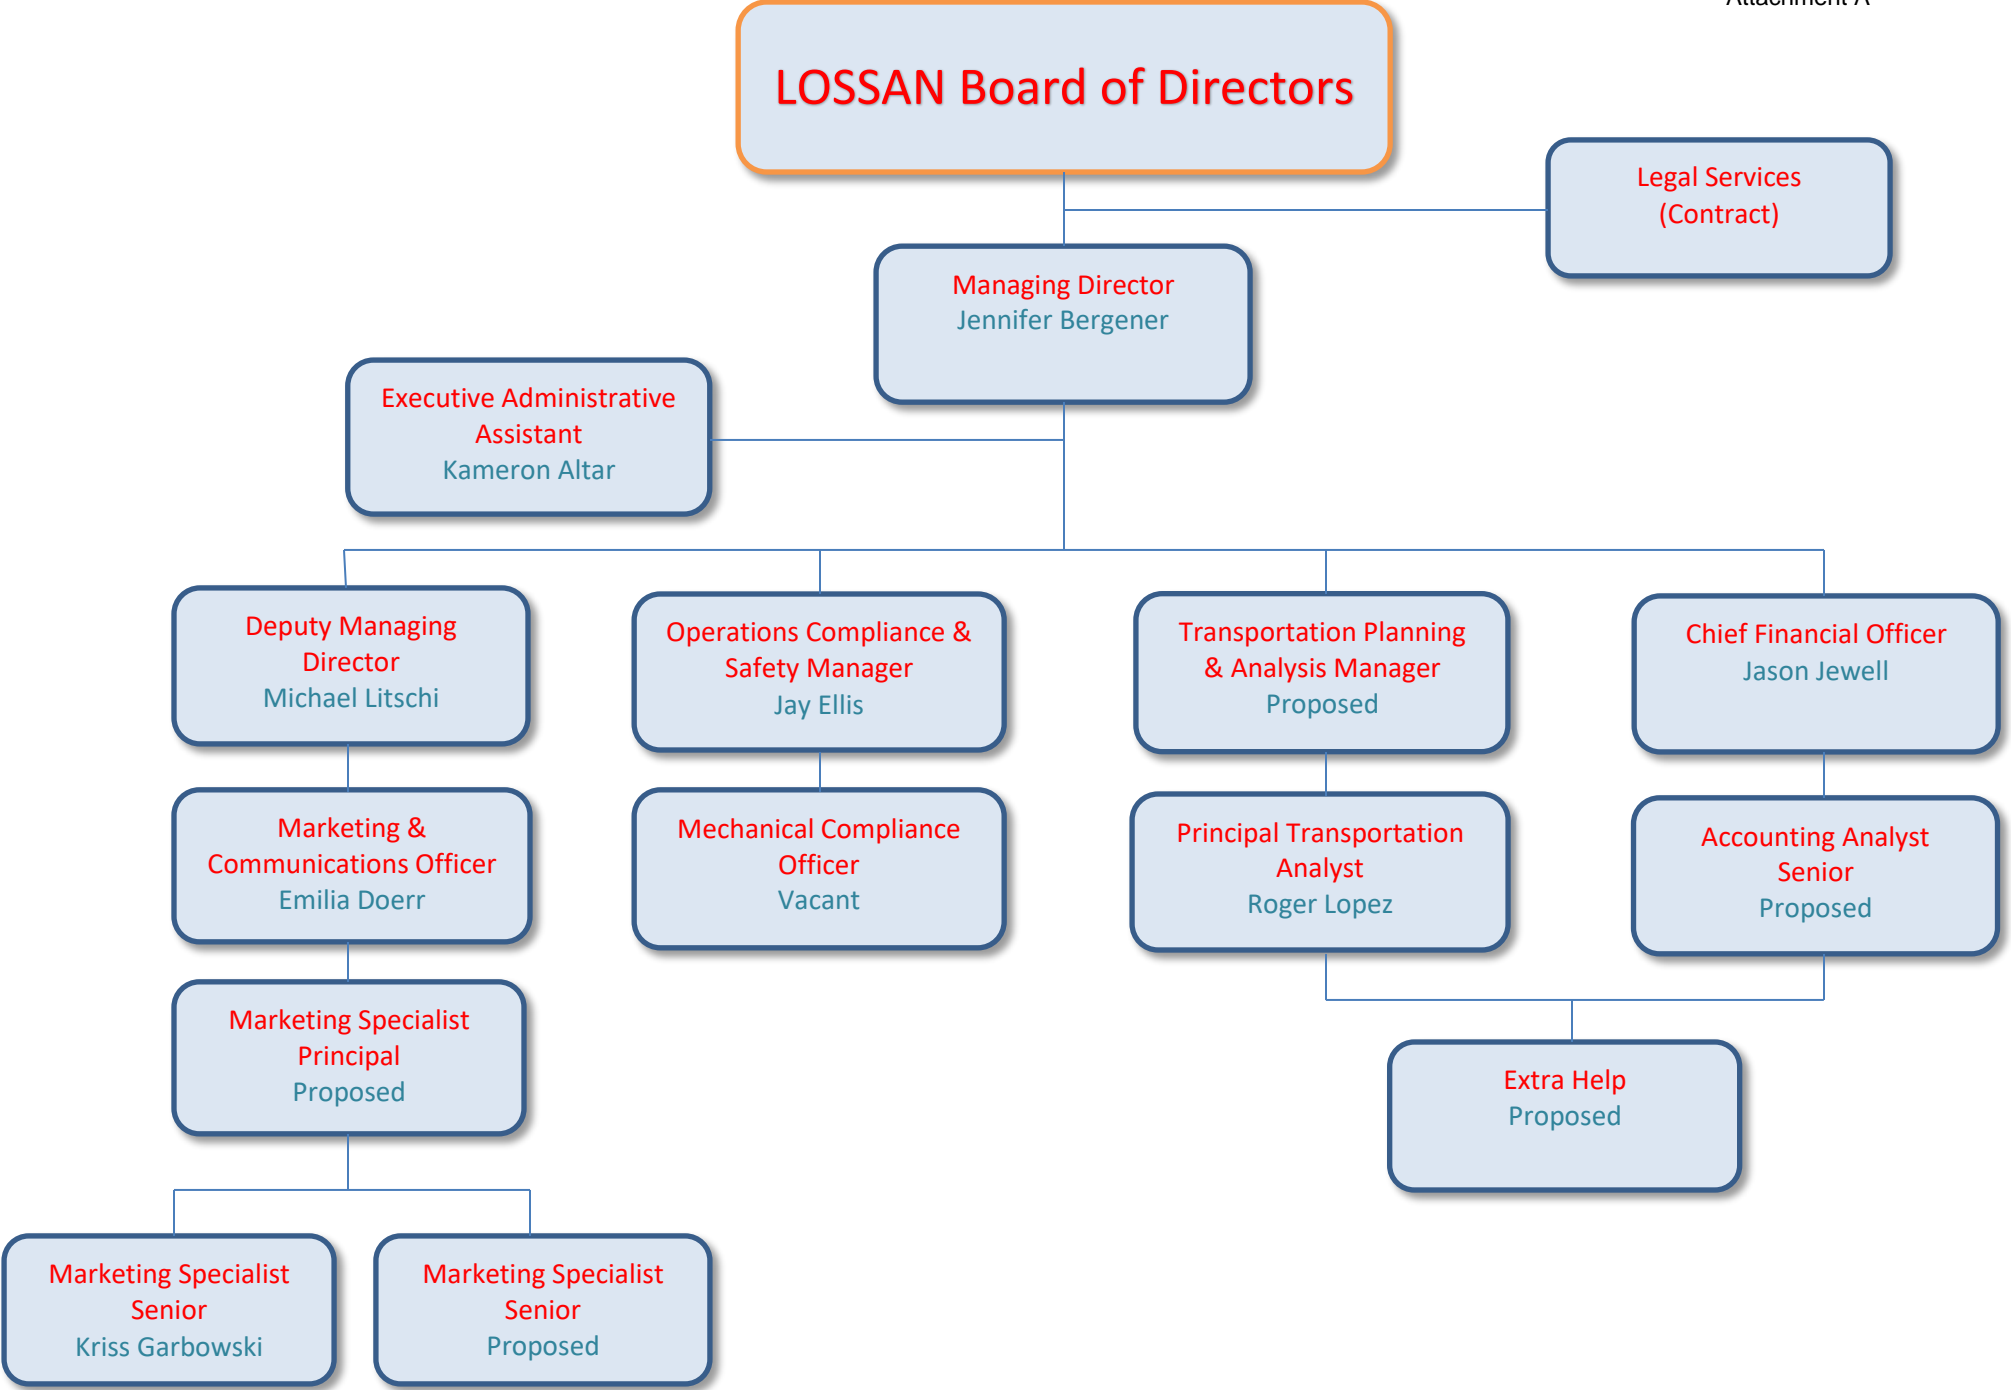 Attachment A
LOSSAN Board of Directors
Legal Services
(Contract)
Managing Director
Jennifer Bergener
Executive Administrative
Assistant
Kameron Altar
Deputy Managing
Director
Michael Litschi
Operations Compliance &
Safety Manager
Jay Ellis
Transportation Planning
& Analysis Manager
Proposed
Chief Financial Officer
Jason Jewell
Marketing &
Communications Officer
Emilia Doerr
Mechanical Compliance
Officer
Vacant
Principal Transportation
Analyst
Roger Lopez
Accounting Analyst
Senior
Proposed
Marketing Specialist
Principal
Proposed
Extra Help
Proposed
Marketing Specialist
Senior
Kriss Garbowski
Marketing Specialist
Senior
Proposed